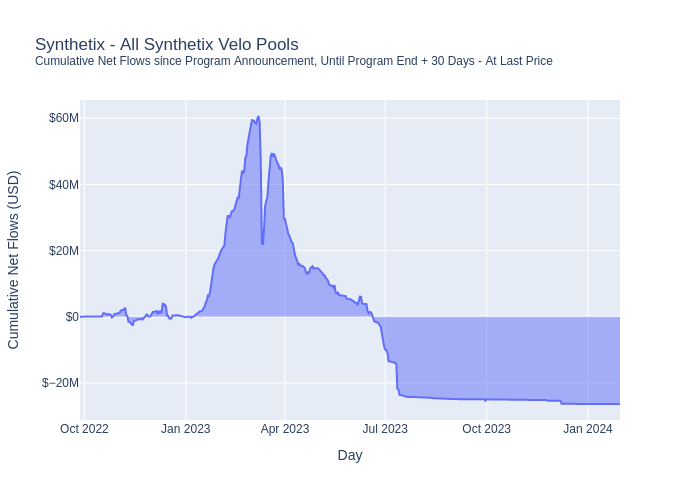 Synthetix - All Synthetix Velo Pools
Cumulative Net Flows since Program Announcement, Until Program End + 30 Days - At Last Price
Cumulative Net Flows (USD)
$60M
$40M
$20M
$0
$−20M
Oct 2022
Jan 2023
Apr 2023
Jul 2023
Oct 2023
Jan 2024
Day